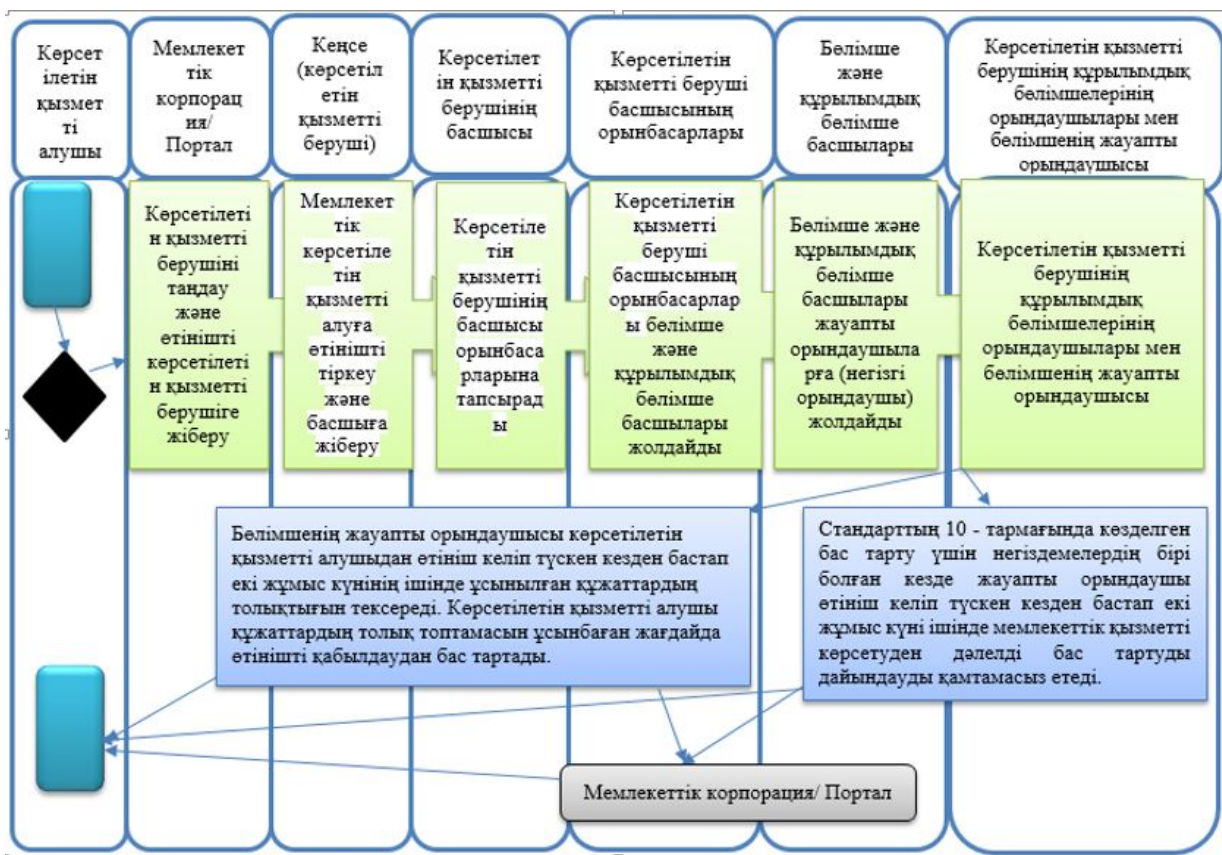 Көрсет
ілетін
қызмет
ті
алушы
Мемлекет
тік
корпорац
ия/
Портал
Кеңсе
(көрсетіл
етін
қызметті
беруші)
Көрсетілет
ін қызметті
берушінің
басшысы
Көрсетілетін
қызметті беруші
басшысының
орынбасарлары
Бөлімше
және
құрылымдық
бөлімше
басшылары
Көрсетілетін қызметті
берушінің құрылымдық
бөлімшелерінің
орындаушылары мен
бөлімшенің жауапты
орындаушысы
Көрсетілеті
н қызметті
берушіні
таңдау
және
өтінішті
көрсетілеті
н қызметті
берушіге
жіберу
Мемлекет
тік
көрсетіле
тін
қызметті
алуға
өтінішті
тіркеу
және
басшыға
жіберу
Көрсетіле
тін
қызметті
берушінің
басшысы
орынбаса
рларына
тапсырад
ы
Көрсетілетін
қызметті
беруші
басшысының
орынбасарлар
ы бөлімше
және
құрылымдық
бөлімше
басшылары
жолдайды
Бөлімше және
құрылымдық
бөлімше
басшылары
жауапты
орындаушыла
рға (негізгі
орындаушы)
жолдайды
Көрсетілетін қызметті
берушінің
құрылымдық
бөлімшелерінің
орындаушылары мен
бөлімшенің жауапты
орындаушысы
Бөлімшенің жауапты орындаушысы көрсетілетін
қызметті алушыдан өтініш келіп түскен кезден бастап
екі жұмыс күнінің ішінде ұсынылған құжаттардың
толықтығын тексереді. Көрсетілетін қызметті алушы
құжаттардың толық топтамасын ұсынбаған жағдайда
өтінішті қабылдаудан бас тартады.
Стандарттың 10 - тармағында көзделген
бас тарту үшін негіздемелердің бірі
болған кезде жауапты орындаушы
өтініш келіп түскен кезден бастап екі
жұмыс күні ішінде мемлекеттік қызметті
көрсетуден дәлелді бас тартуды
дайындауды қамтамасыз етеді.
Мемлекеттік корпорация/ Портал